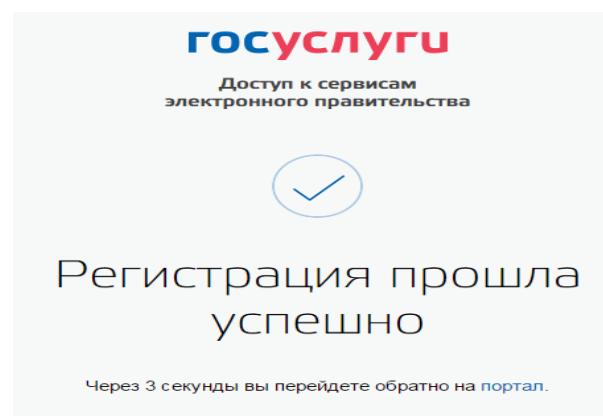 госуслуги
Доступ к сервисам
электронного правительства
Регистрация прошла
успешно
Через 3 секунды вы перейдете обратно на портал.